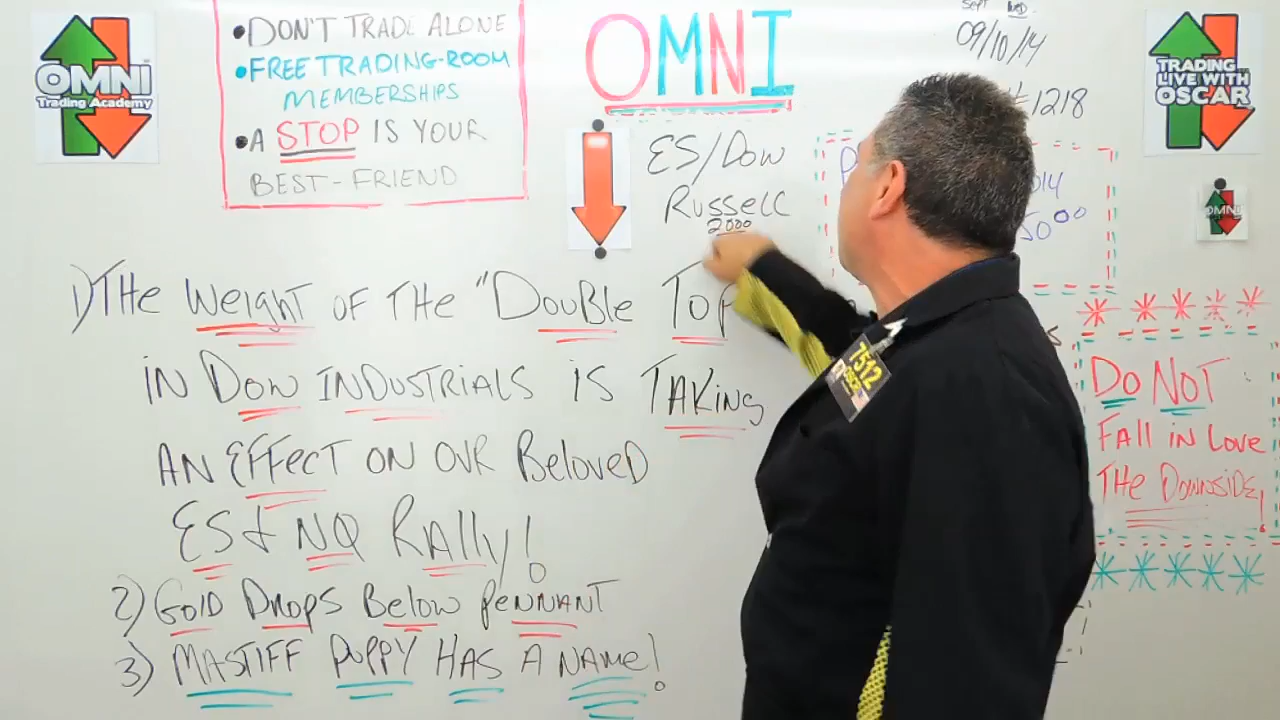 OMNI
Trading Academy
•DON'T TRADE ALONE
•FREE TRADING-ROOM
MEMBERSHIPS
•A STOP IS YOUR
BEST-FRIEND
OMNI
SEPT WED
09/10/14
#1218
TRADING
LIVE WITH
OSCAR
OMNI
ES/DOW
RUSSELL
2000
1) THE WEIGHT OF THE "DOUBLE TOP
IN DOW INDUSTRIALS IS TAKING
AN EFFECT ON OUR BELOVED
ES & NQ RALLY!
2) GOLD DROPS BELOW PENNANT
3) MASTIFF PUPPY HAS A NAME!
7512
OSCR
DO NOT
FALL IN LOVE
THE DOWNSIDE!